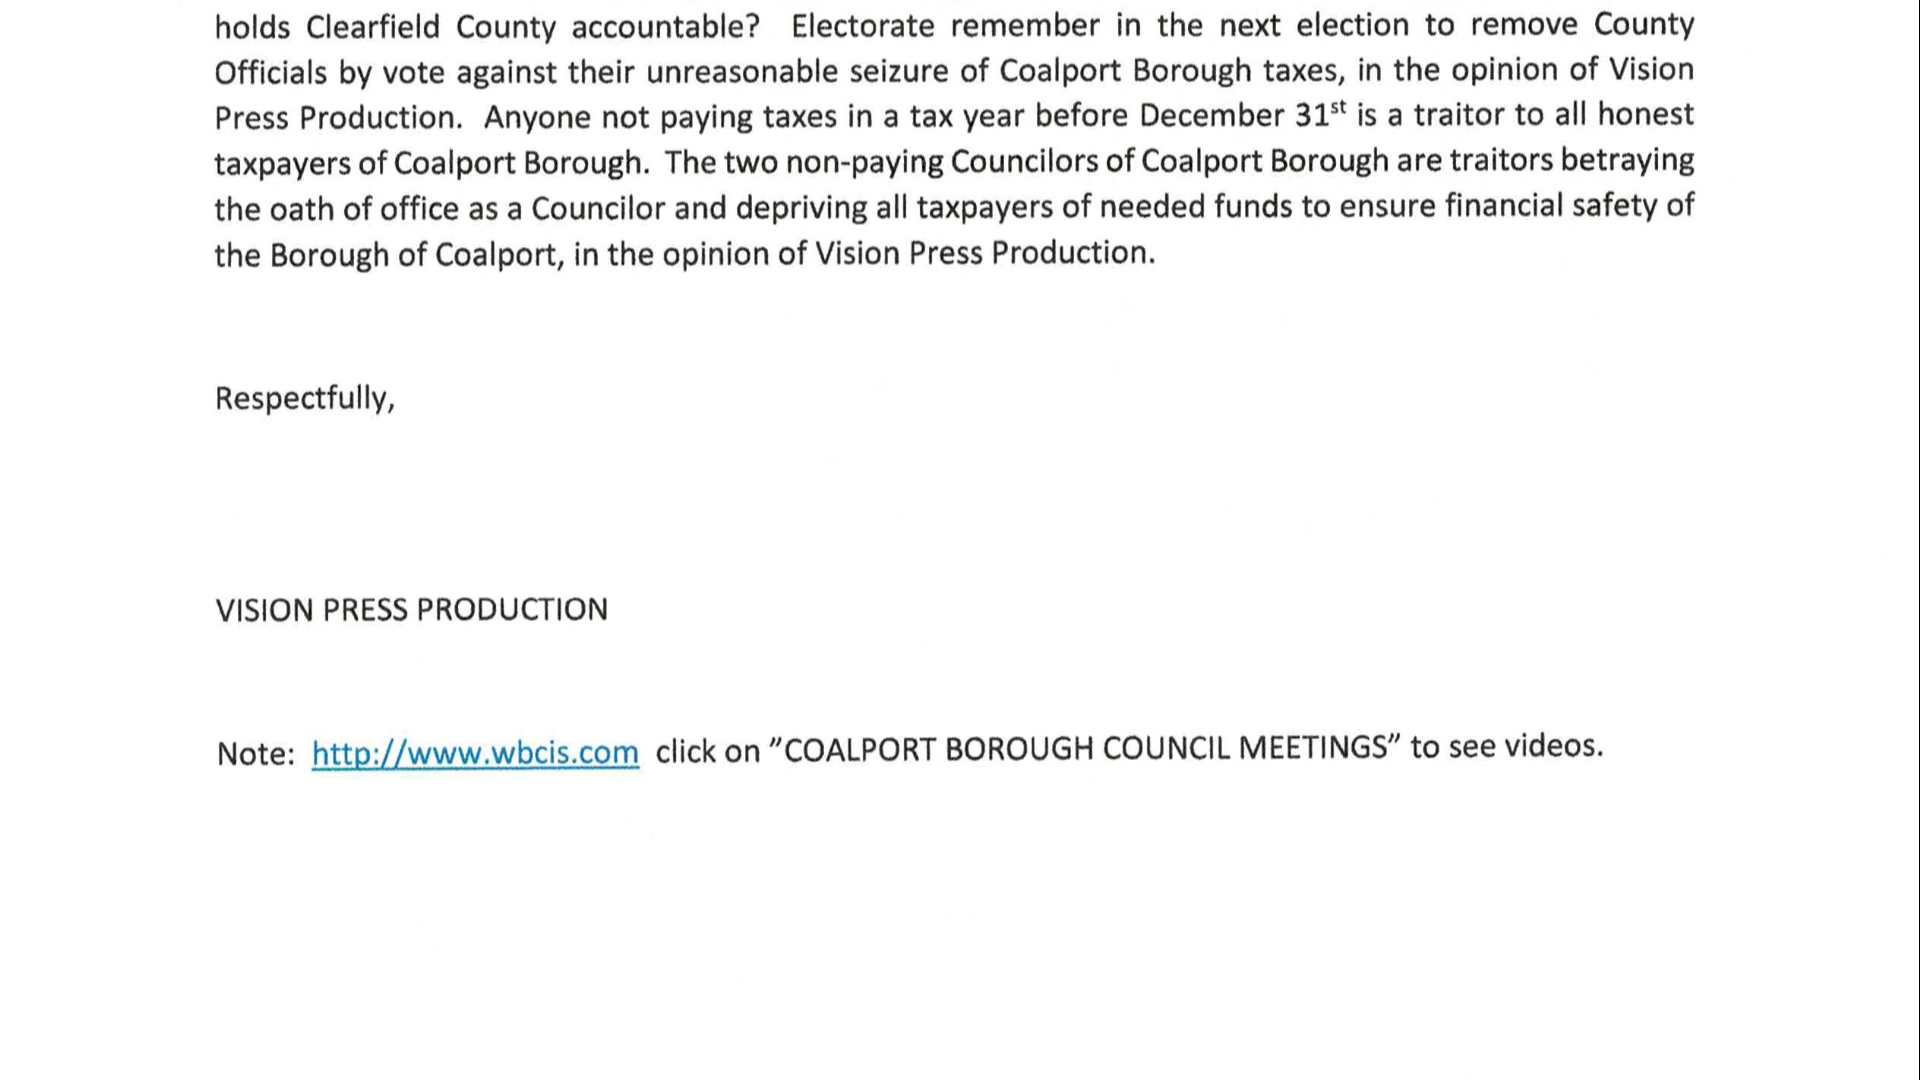 holds Clearfield County accountable? Electorate remember in the next election to remove County
Officials by vote against their unreasonable seizure of Coalport Borough taxes, in the opinion of Vision
Press Production. Anyone not paying taxes in a tax year before December 31st is a traitor to all honest
taxpayers of Coalport Borough. The two non-paying Councilors of Coalport Borough are traitors betraying
the oath of office as a Councilor and depriving all taxpayers of needed funds to ensure financial safety of
the Borough of Coalport, in the opinion of Vision Press Production.
Respectfully,
VISION PRESS PRODUCTION
Note: http://www.wbcis.com click on ”COALPORT BOROUGH COUNCIL MEETINGS” to see videos.